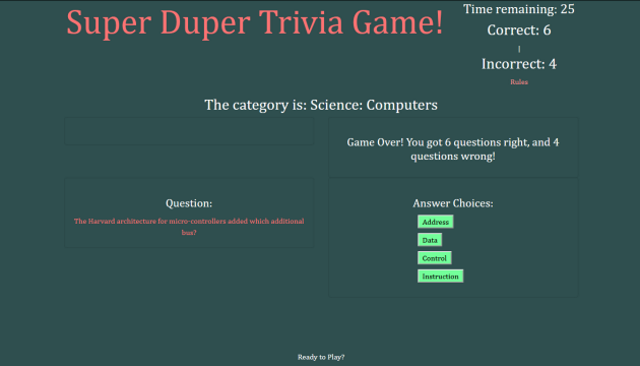 Super Duper Trivia Game!
Time remaining: 25
Correct: 6
|
Incorrect: 4
Rules
The category is: Science: Computers
Game Over! You got 6 questions right, and 4
questions wrong!
Question:
The Harvard architecture for micro-controllers added which additional
bus?
Answer Choices:
Address
Data
Control
Instruction
Ready to Play?